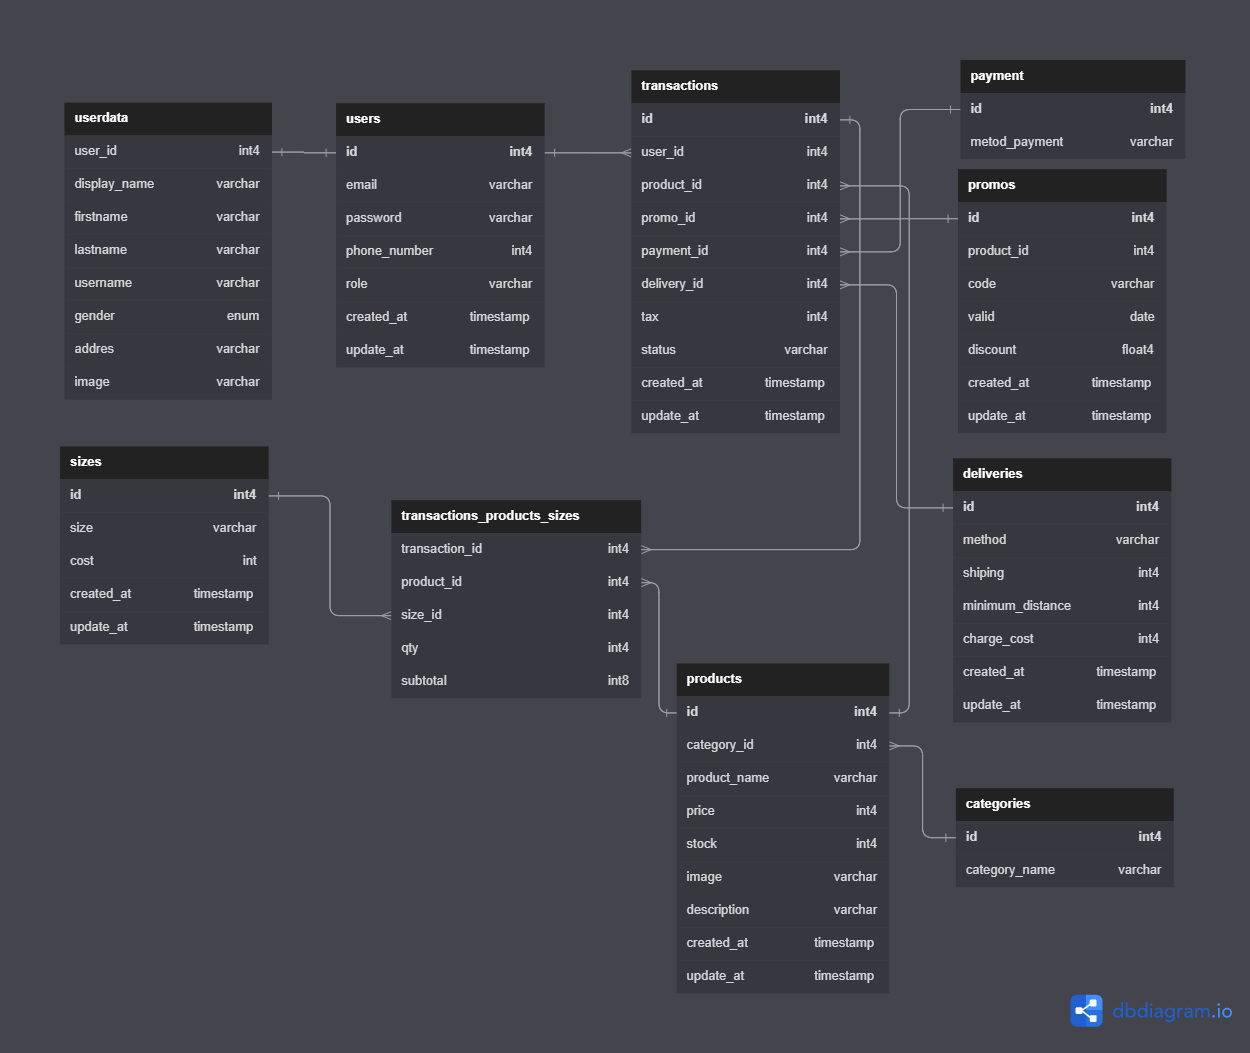 userdata
user_id int4
display_name varchar
firstname varchar
lastname varchar
username varchar
gender enum
addres varchar
image varchar
users
id int4
email varchar
password varchar
phone_number int4
role varchar
created_at timestamp
update_at timestamp
transactions
id int4
user_id int4
product_id int4
promo_id int4
payment_id int4
delivery_id int4
tax int4
status varchar
created_at timestamp
update_at timestamp
payment
id int4
metod_payment varchar
promos
id int4
product_id int4
code varchar
valid date
discount float4
created_at timestamp
update_at timestamp
sizes
id int4
size varchar
cost int
created_at timestamp
update_at timestamp
transactions_products_sizes
transaction_id int4
product_id int4
size_id int4
qty int4
subtotal int8
deliveries
id int4
method varchar
shiping int4
minimum_distance int4
charge_cost int4
created_at timestamp
update_at timestamp
products
id int4
category_id int4
product_name varchar
price int4
stock int4
image varchar
description varchar
created_at timestamp
update_at timestamp
categories
id int4
category_name varchar
dbdiagram.io